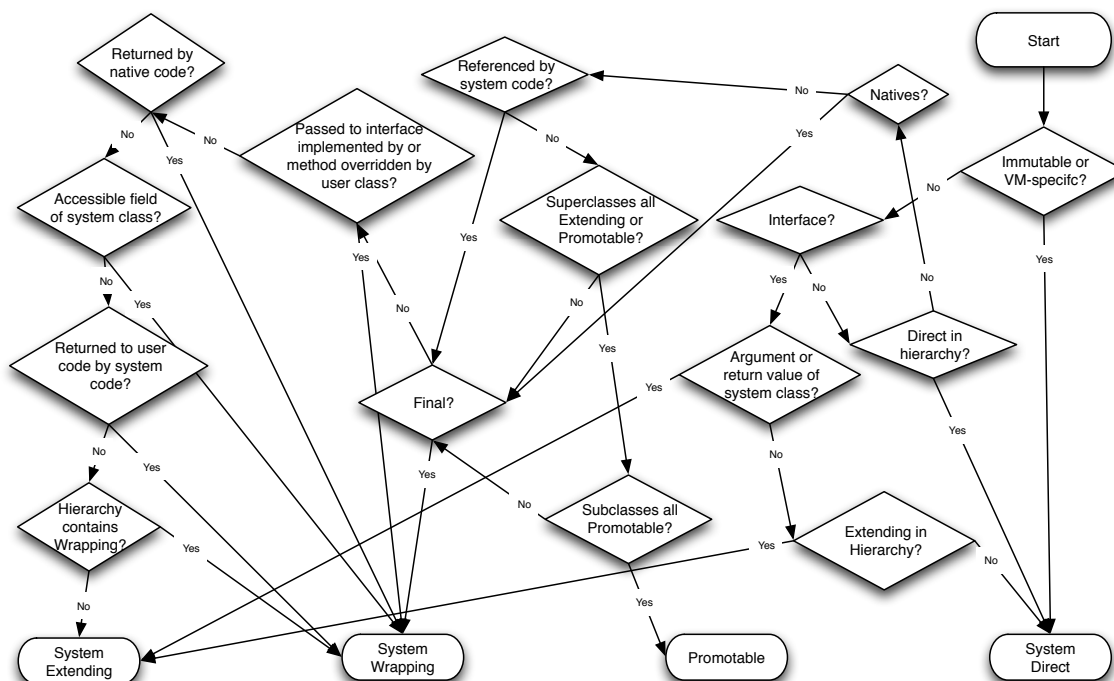 Start
Returned by
native code?
Referenced by
system code?
Natives?
No
Yes
No
No
No
Yes
No
Passed to interface
implemented by or
method overridden by
user class?
Immutable or
VM-specifc?
No
Accessible field
of system class?
Superclasses all
Extending or
Promotable?
Interface?
Yes
Yes
Yes
No
Yes
No
No
Yes
No
No
No
Yes
Returned to user
code by system
code?
Direct in
hierarchy?
Argument or
return value of
system class?
Final?
Yes
No
Yes
Yes
No
Yes
No
Hierarchy
contains
Wrapping?
Subclasses all
Promotable?
Extending in
Hierarchy?
Yes
Yes
No
No
Yes
System
Extending
System
Wrapping
Promotable
System
Direct